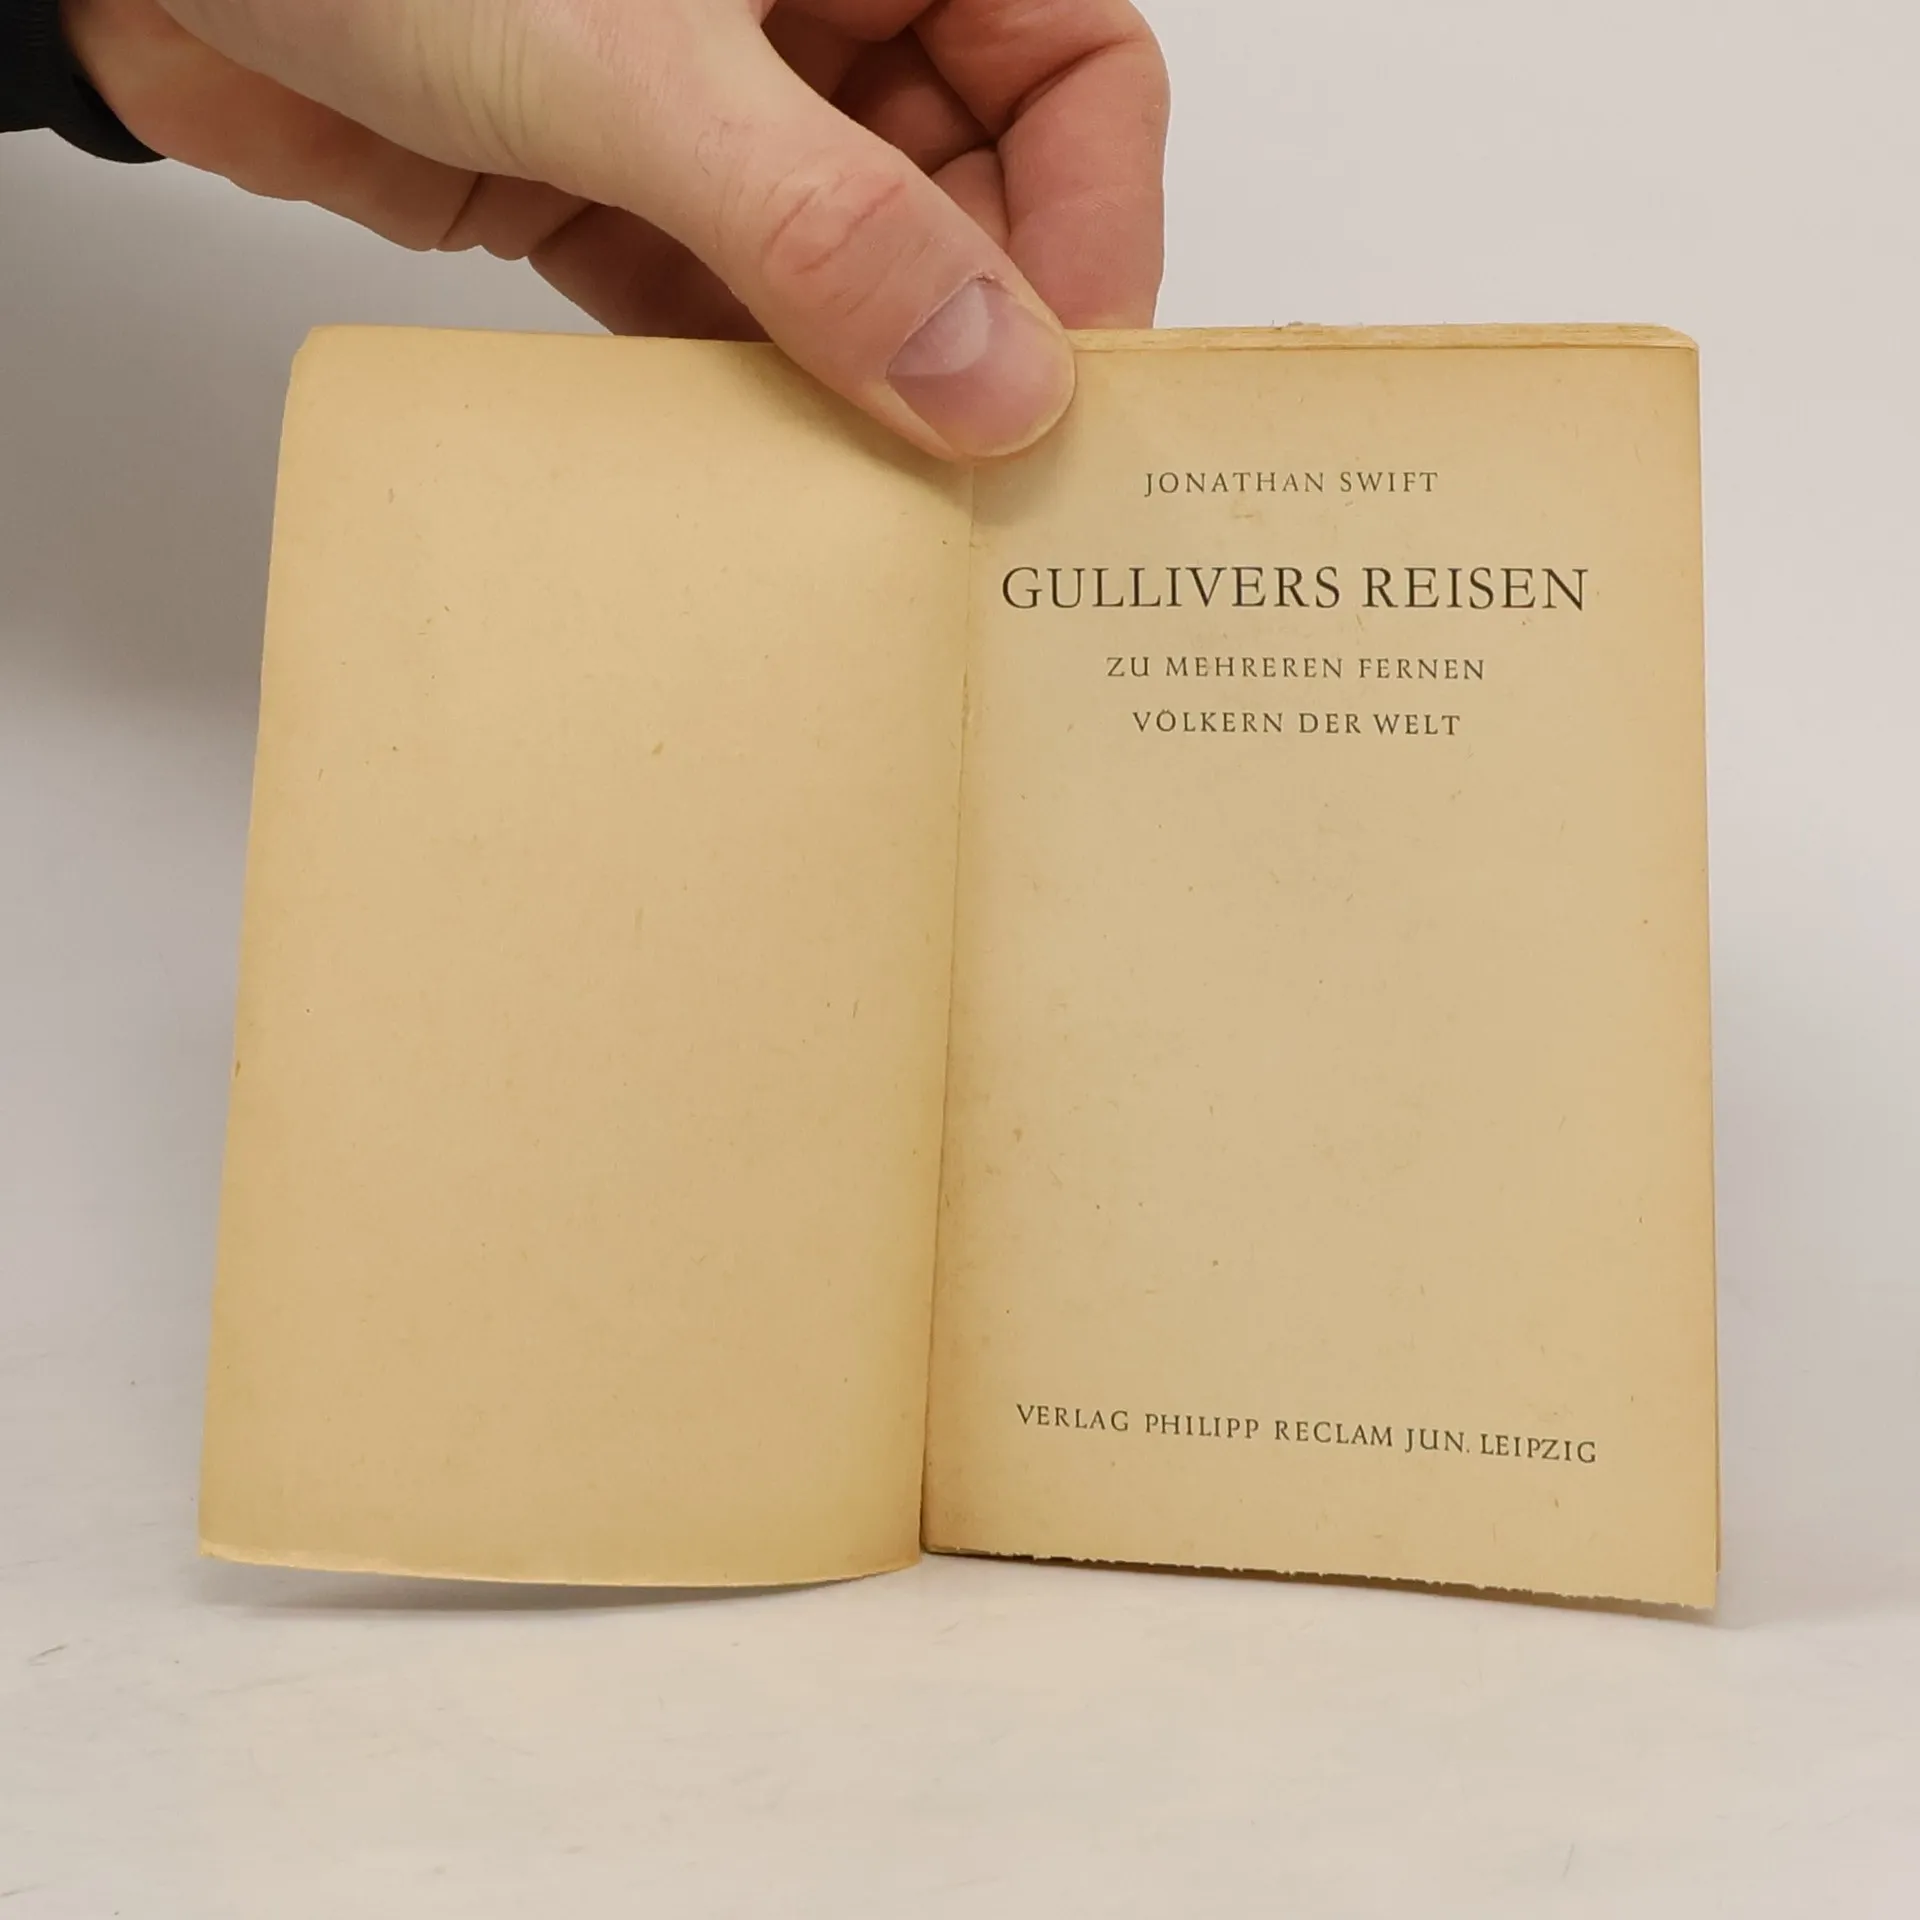 JONATHAN SWIFT
GULLIVERS REISEN
ZU MEHREREN FERNEN
VÖLKERN DER WELT
VERLAG PHILIPP RECLAM JUN. LEIPZIG